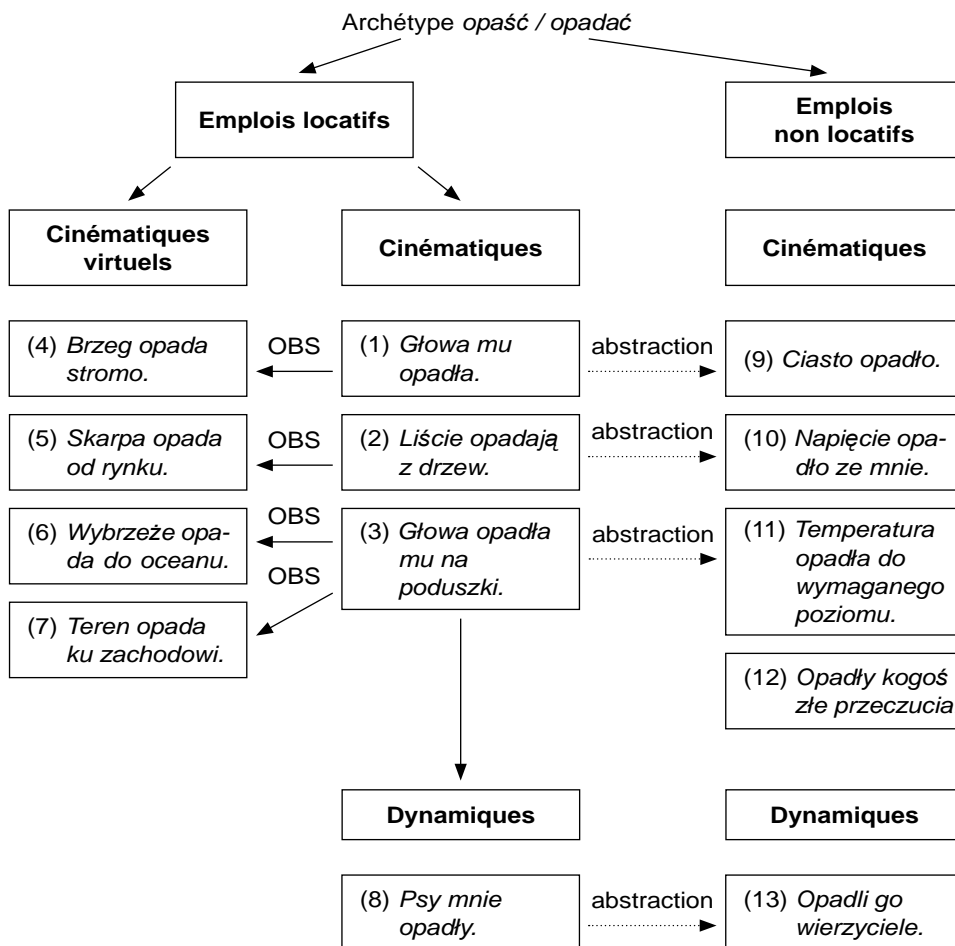 Archétype opaść / opadać
Emplois locatifs
Emplois
non locatifs
Cinématiques
virtuels
Cinématiques
Cinématiques
(4) Brzeg opada
stromo.
OBS
(1) Głowa mu
opadła.
abstraction
(9) Ciasto opadło.
(5) Skarpa opada
od rynku.
OBS
(2) Liście opadają
z drzew.
abstraction
(10) Napięcie opa-
dło ze mnie.
(6) Wybrzeże opa-
da do oceanu.
OBS
OBS
(3) Głowa opadła
mu na
poduszki.
abstraction
(11) Temperatura
opadła do
wymaganego
poziomu.
(7) Teren opada
ku zachodowi.
(12) Opadły kogoś
złe przeczucia
Dynamiques
Dynamiques
(8) Psy mnie
opadły.
abstraction
(13) Opadli go
wierzyciele.